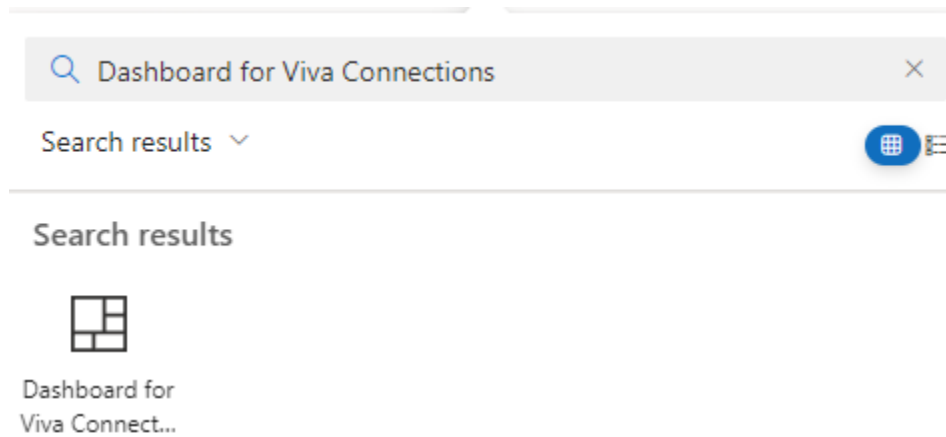 Dashboard for Viva Connections
Search results
Search results
Dashboard for
Viva Connect...